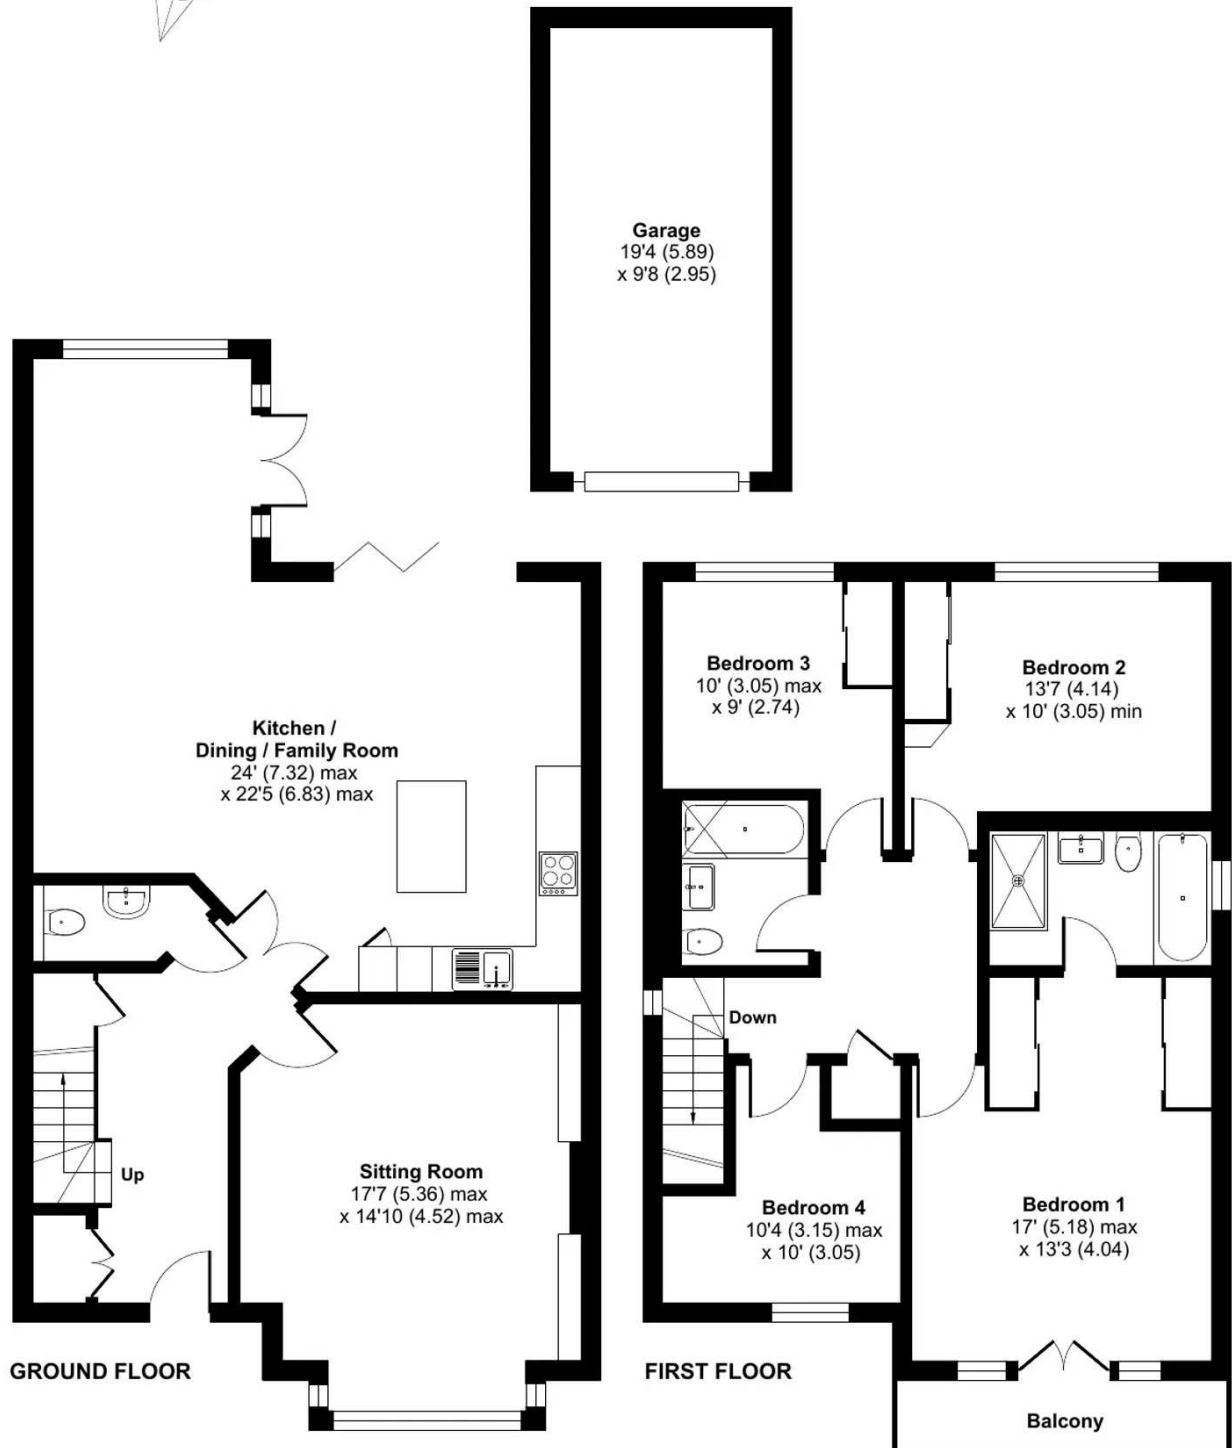 Garage
19'4 (5.89)
x 9'8 (2.95)
Kitchen /
Dining / Family Room
24' (7.32) max
x 22'5 (6.83) max
Up
Sitting Room
17'7 (5.36) max
x 14'10 (4.52) max
GROUND FLOOR
Bedroom 3
10' (3.05) max
x 9' (2.74)
Bedroom 2
13'7 (4.14)
x 10' (3.05) min
Down
Bedroom 4
10'4 (3.15) max
x 10' (3.05)
Bedroom 1
17' (5.18) max
x 13'3 (4.04)
FIRST FLOOR
Balcony